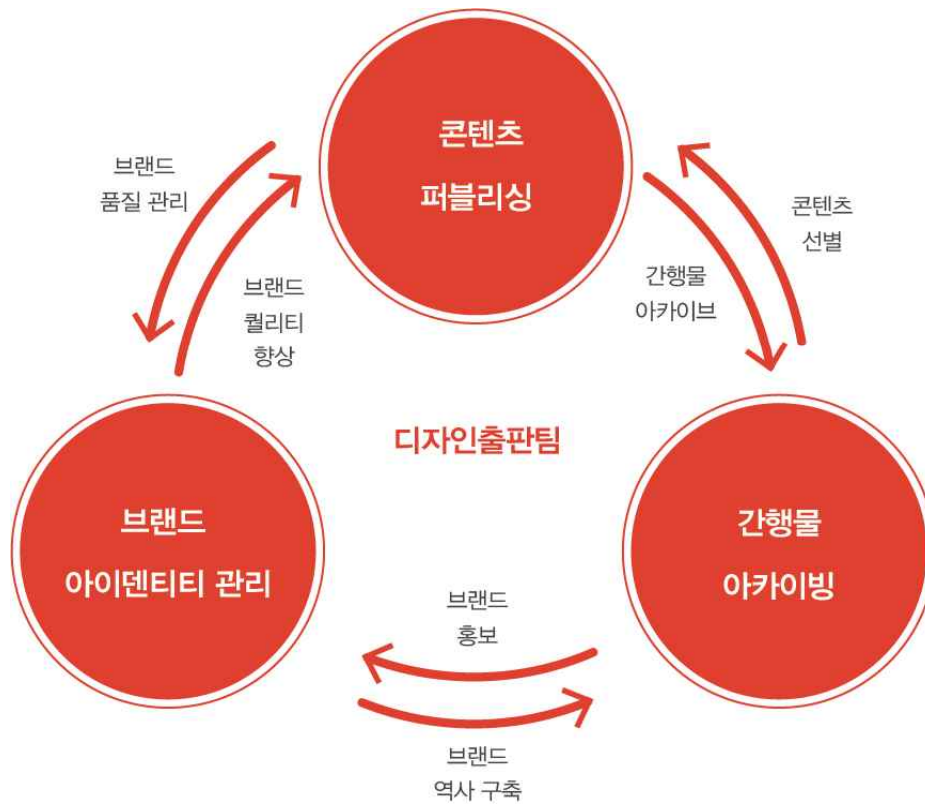 콘텐츠
퍼블리싱
브랜드
품질 관리
브랜드
퀄리티
향상
콘텐츠
선별
간행물
아카이브
디자인출판팀
브랜드
아이덴티티 관리
간행물
아카이빙
브랜드
홍보
브랜드
역사 구축